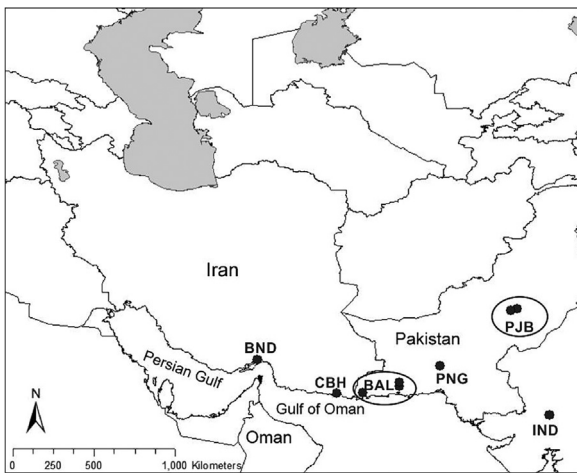 Iran
PJB
Pakistan
BND
Persian Gulf
PNG
CBH
BAL
Gulf of Oman
N
IND
Oman
0 250 500 1,000 Kilometers